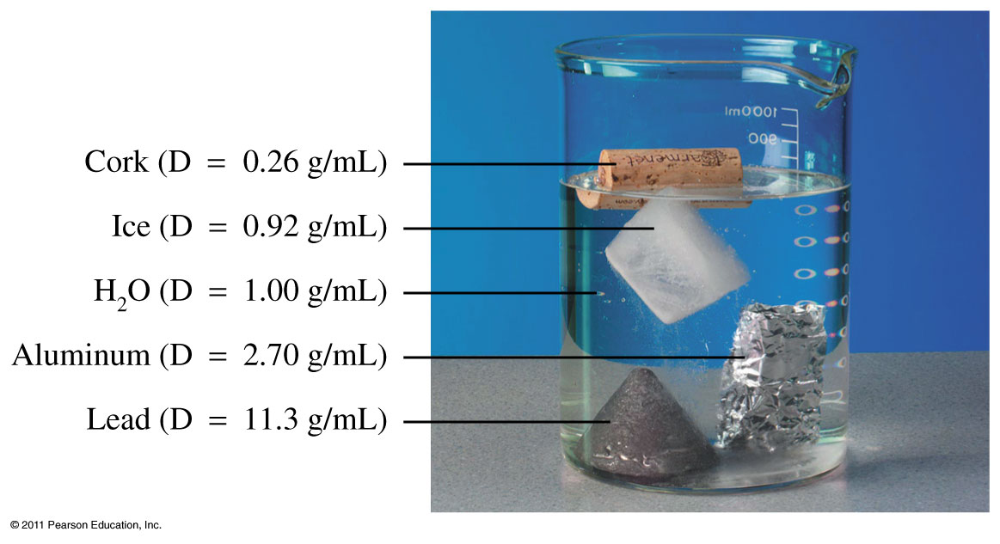 1000ml
900
Cork (D = 0.26 g/mL)
Ice (D = 0.92 g/mL)
H₂O (D = 1.00 g/mL)
Aluminum (D = 2.70 g/mL)
Lead (D = 11.3 g/mL)
© 2011 Pearson Education, Inc.